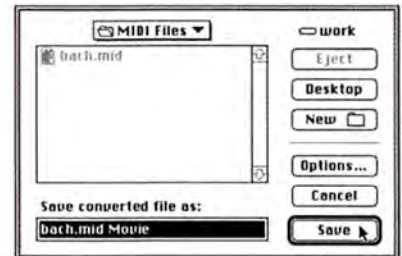 MIDI Files
work
bach.mid
Eject
Desktop
New
Options...
Cancel
Save converted file as:
bach.mid Movie
Save